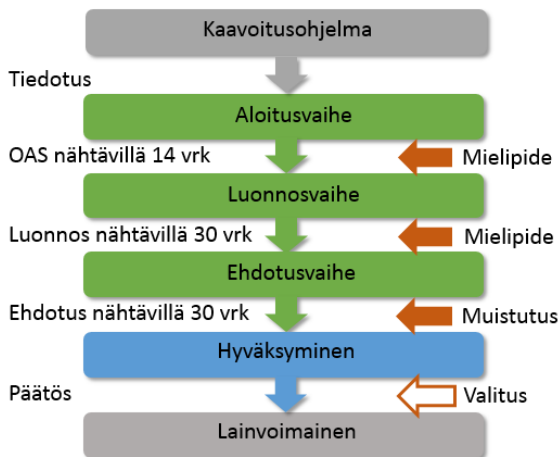 Kaavoitusohjelma
Tiedotus
Aloitusvaihe
OAS nähtävillä 14 vrk
Mielipide
Luonnosvaihe
Luonnos nähtävillä 30 vrk
Mielipide
Ehdotusvaihe
Ehdotus nähtävillä 30 vrk
Muistutus
Hyväksyminen
Päätös
Valitus
Lainvoimainen